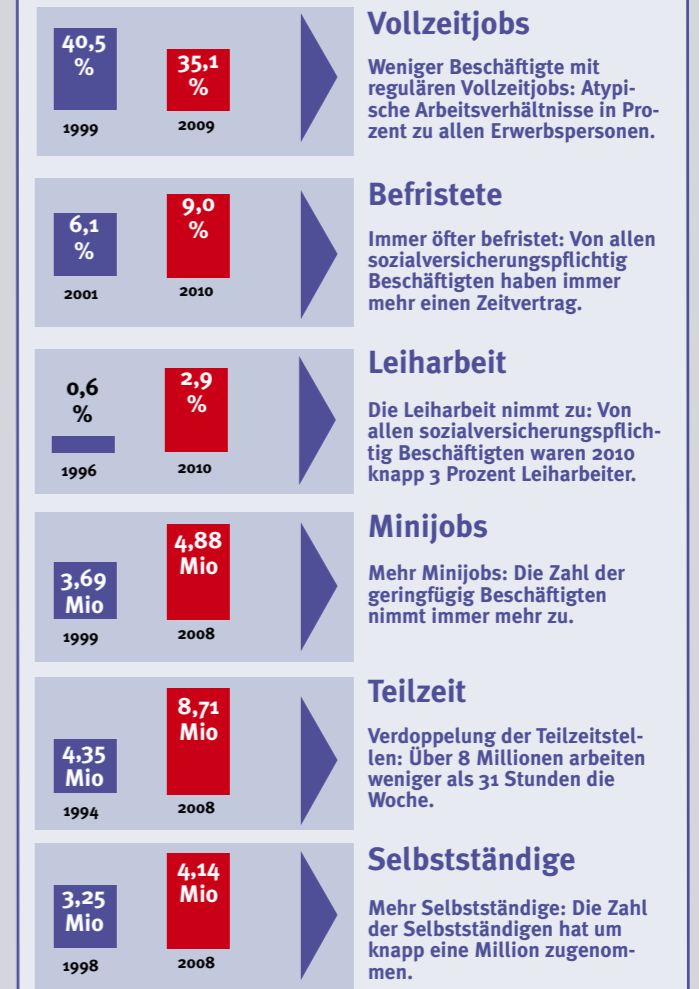 40,5
%
1999
35,1
%
2009
Vollzeitjobs
Weniger Beschäftigte mit
regulären Vollzeitjobs: Atypi-
sche Arbeitsverhältnisse in Pro-
zent zu allen Erwerbspersonen.
6,1
%
2001
9,0
%
2010
Befristete
Immer öfter befristet: Von allen
sozialversicherungspflichtig
Beschäftigten haben immer
mehr einen Zeitvertrag.
0,6
%
1996
2,9
%
2010
Leiharbeit
Die Leiharbeit nimmt zu: Von
allen sozialversicherungspflich-
tig Beschäftigten waren 2010
knapp 3 Prozent Leiharbeiter.
3,69
Mio
1999
4,88
Mio
2008
Minijobs
Mehr Minijobs: Die Zahl der
geringfügig Beschäftigten
nimmt immer mehr zu.
4,35
Mio
1994
8,71
Mio
2008
Teilzeit
Verdoppelung der Teilzeitstel-
len: Über 8 Millionen arbeiten
weniger als 31 Stunden die
Woche.
3,25
Mio
1998
4,14
Mio
2008
Selbstständige
Mehr Selbstständige: Die Zahl
der Selbstständigen hat um
knapp eine Million zugenom-
men.